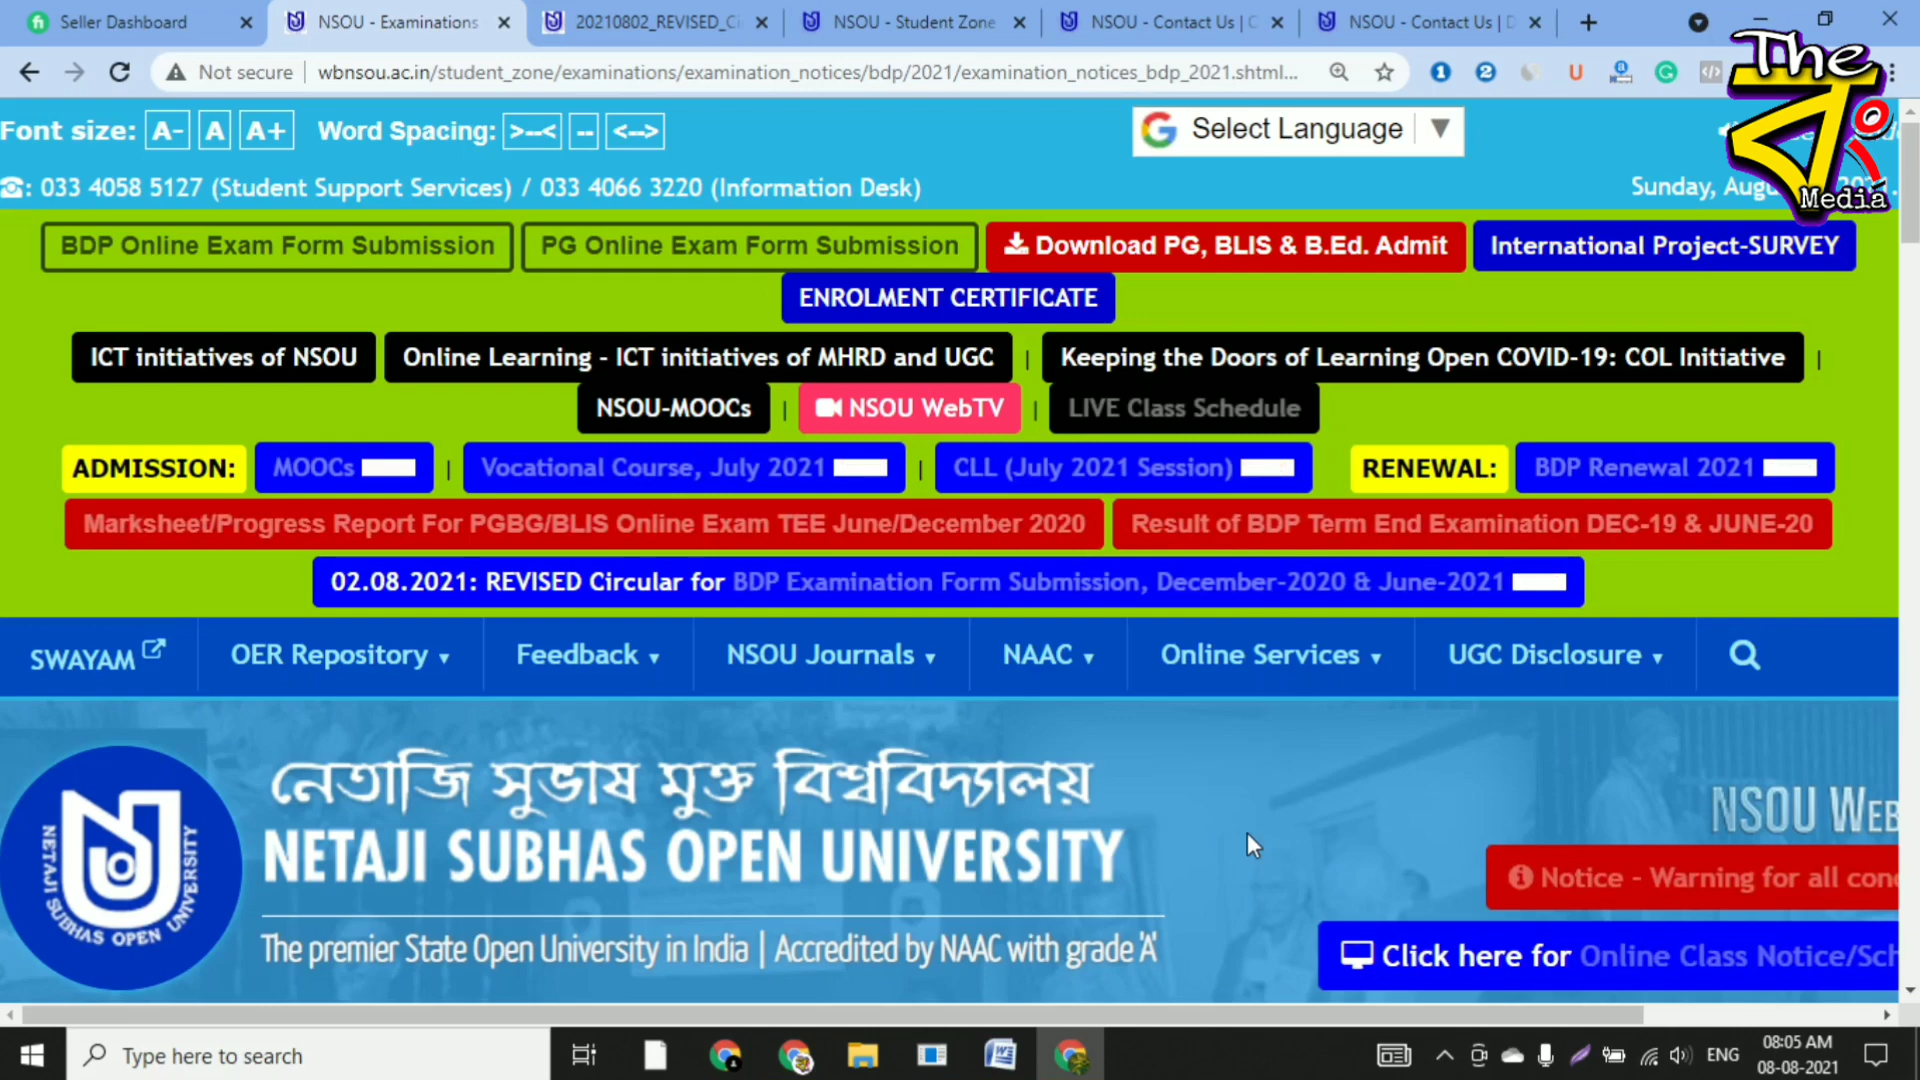 Seller Dashboard
NSOU - Examinations
20210802_REVISED_Ci
NSOU - Student Zone
NSOU - Contact Us | C
NSOU - Contact Us | D
Not secure
wbnsou.ac.in/student_zone/examinations/examination_notices/bdp/2021/examination_notices_bdp_2021.shtml...
The
Media
Font size: A- A A+ Word Spacing: >--< -- <-->
Select Language ▼
: 033 4058 5127 (Student Support Services) / 033 4066 3220 (Information Desk)
Sunday,
BDP Online Exam Form Submission
PG Online Exam Form Submission
Download PG, BLIS & B.Ed. Admit
International Project-SURVEY
ENROLMENT CERTIFICATE
ICT initiatives of NSOU
Online Learning - ICT initiatives of MHRD and UGC |
Keeping the Doors of Learning Open COVID-19: COL Initiative |
NSOU-MOOCs |
NSOU WebTV |
LIVE Class Schedule
ADMISSION: MOOCs | Vocational Course, July 2021 | CLL (July 2021 Session)
RENEWAL: BDP Renewal 2021
Marksheet/Progress Report For PGBG/BLIS Online Exam TEE June/December 2020
Result of BDP Term End Examination DEC-19 & JUNE-20
02.08.2021: REVISED Circular for BDP Examination Form Submission, December-2020 & June-2021
SWAYAM
OER Repository ▾
Feedback ▾
NSOU Journals ▾
NAAC ▾
Online Services ▾
UGC Disclosure ▾
নেতাজি সুভাষ মুক্ত বিশ্ববিদ্যালয়
NETAJI SUBHAS OPEN UNIVERSITY
The premier State Open University in India | Accredited by NAAC with grade 'A'
NETAJI SUBHAS OPEN UNIVERSITY
NSOU WEB
Notice - Warning for all con
Click here for Online Class Notice/Sch
Type here to search
ENG
08:05 AM
08-08-2021